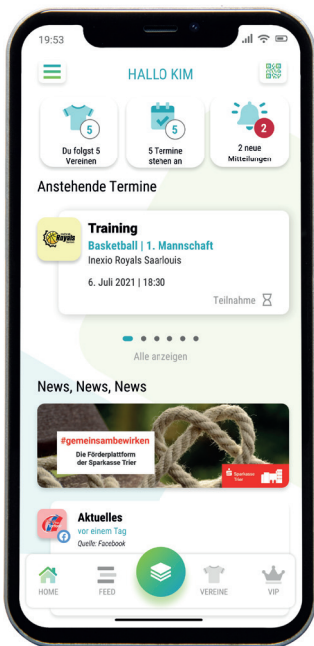 19:53
HALLO KIM
5
5
2
Du folgst 5
Vereinen
5 Termine
stehen an
2 neue
Mitteilungen
Anstehende Termine
Royals
Training
Basketball | 1. Mannschaft
Inexio Royals Saarlouis
6. Juli 2021 | 18:30
Teilnahme
Alle anzeigen
News, News, News
#gemeinsambewirken
Die Förderplattform
der Sparkasse Trier
Sparkasse
Trier
Aktuelles
vor einem Tag
Quelle: Facebook
HOME
FEED
VEREINE
VIP